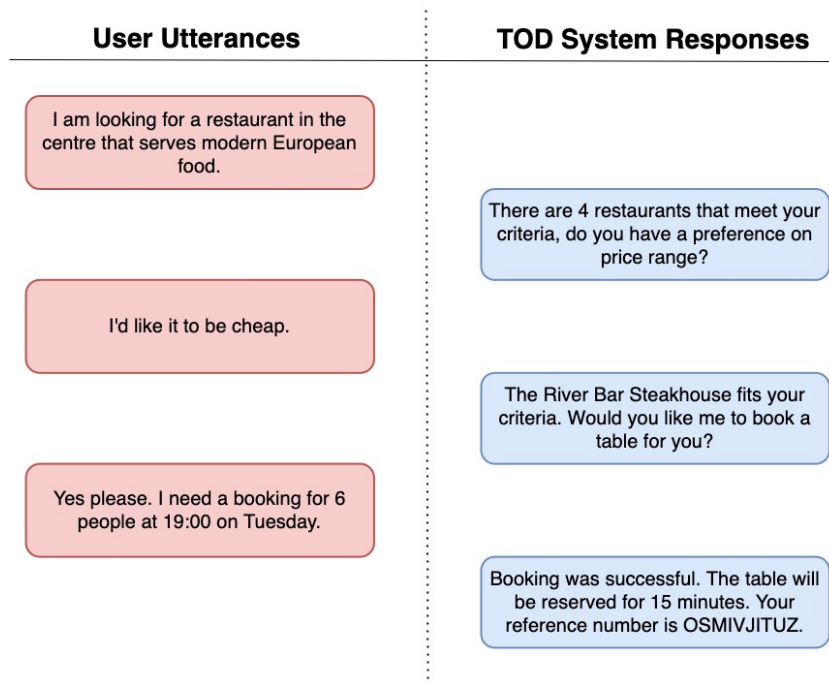 User Utterances
TOD System Responses
I am looking for a restaurant in the
centre that serves modern European
food.
There are 4 restaurants that meet your
criteria, do you have a preference on
price range?
I'd like it to be cheap.
The River Bar Steakhouse fits your
criteria. Would you like me to book a
table for you?
Yes please. I need a booking for 6
people at 19:00 on Tuesday.
Booking was successful. The table will
be reserved for 15 minutes. Your
reference number is OSMIVJITUZ.